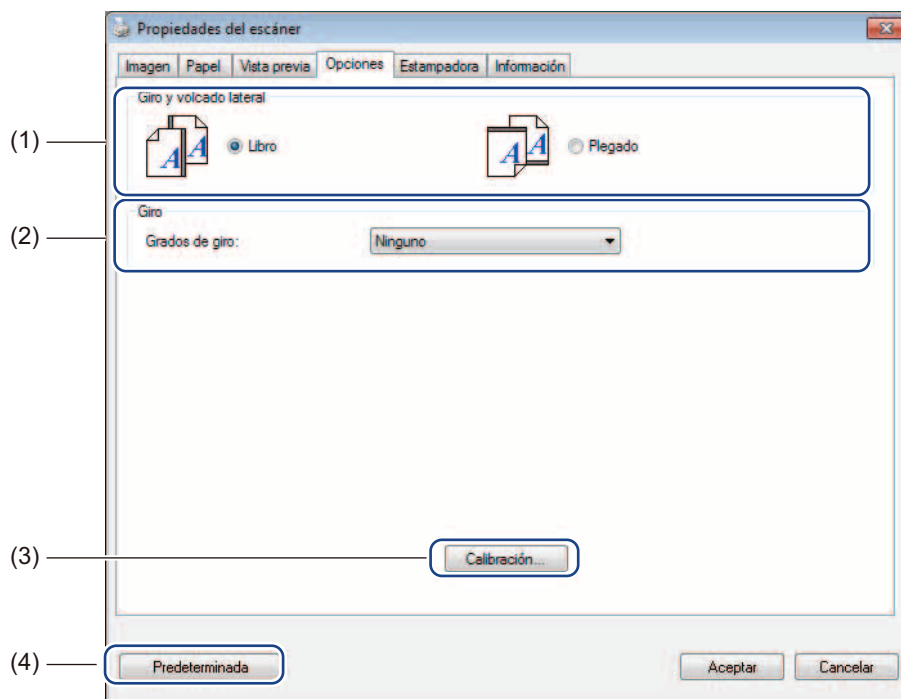 Propiedades del escáner
Imagen Papel Vista previa Opciones Estampadora Información
Giro y volcado lateral
(1) A A Libro A A Plegado
Giro
(2) Grados de giro: Ninguno
(3) Calibración...
(4) Predeterminada Aceptar Cancelar